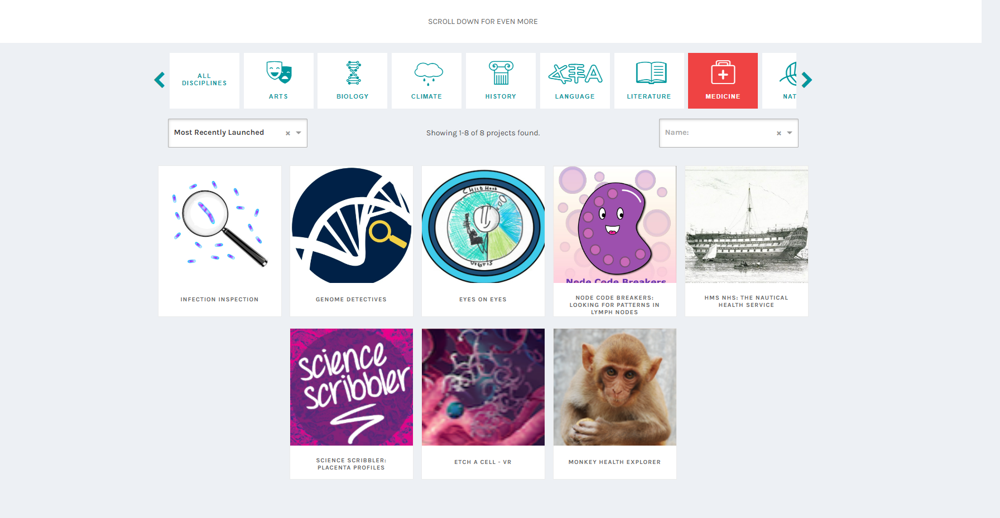 SCROLL DOWN FOR EVEN MORE
ALL
DISCIPLINES
ARTS
BIOLOGY
CLIMATE
HISTORY
LANGUAGE
LITERATURE
MEDICINE
NAT
Most Recently Launched
Showing 1-8 of 8 projects found.
Name:
CHILDHOOD
UVEITIS
Node Code Breakers
INFECTION INSPECTION
GENOME DETECTIVES
EYES ON EYES
NODE CODE BREAKERS:
LOOKING FOR PATTERNS IN
LYMPH NODES
HMS NHS: THE NAUTICAL
HEALTH SERVICE
science
scribbler
SCIENCE SCRIBBLER:
PLACENTA PROFILES
ETCH A CELL - VR
MONKEY HEALTH EXPLORER